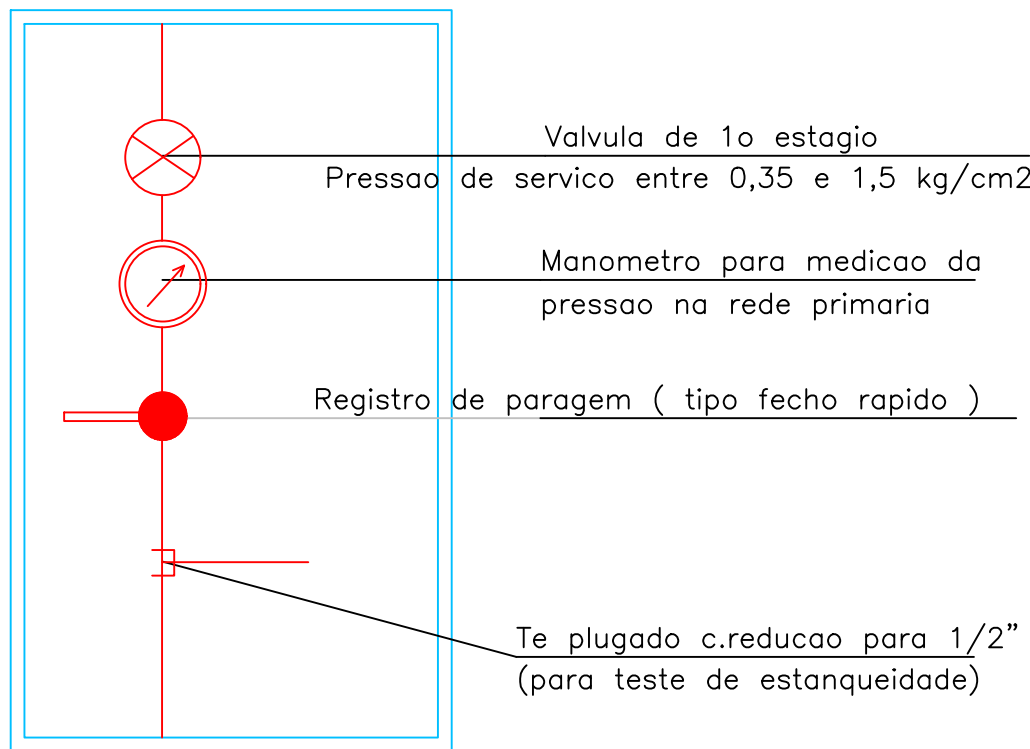 Valvula de 1o estagio
Pressao de servico entre 0,35 e 1,5 kg/cm2
Manometro para medicao da
pressao na rede primaria
Registro de paragem ( tipo fecho rapido )
Te plugado c.reducao para 1/2"
(para teste de estanqueidade)